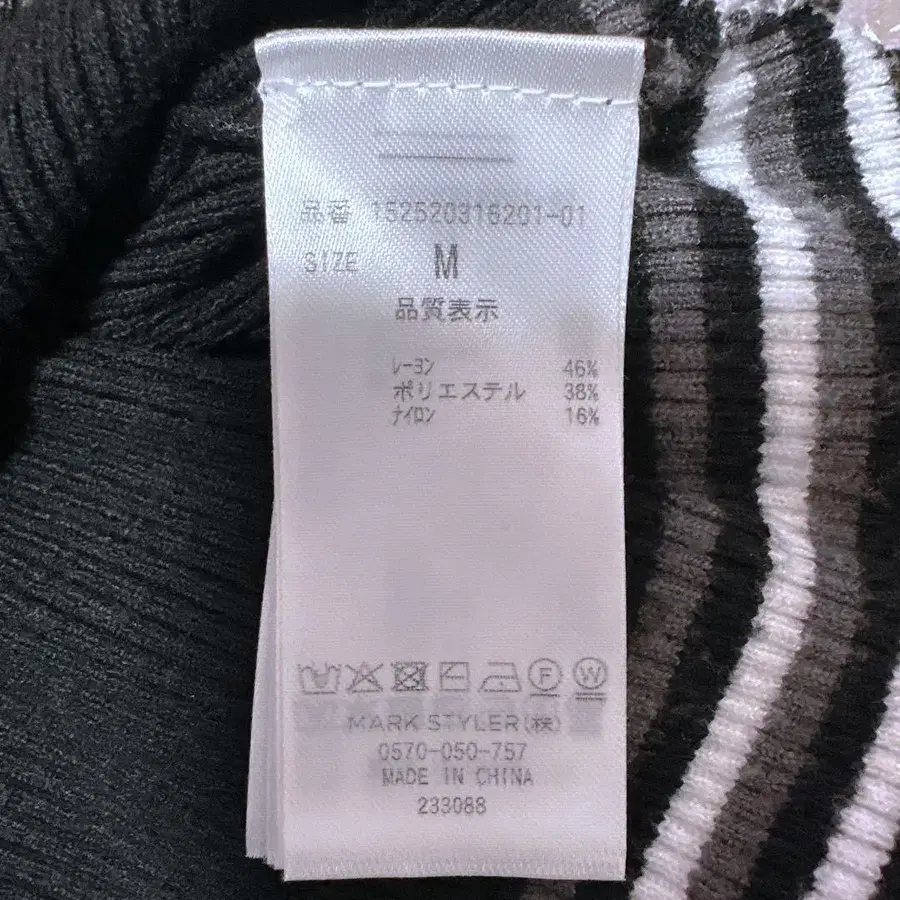 品番 152520316201-01
SIZE M
品質表示
レーヨン 46%
ポリエステル 38%
ナイロン 16%
F W
MARK STYLER(株)
0570-050-757
MADE IN CHINA
233088